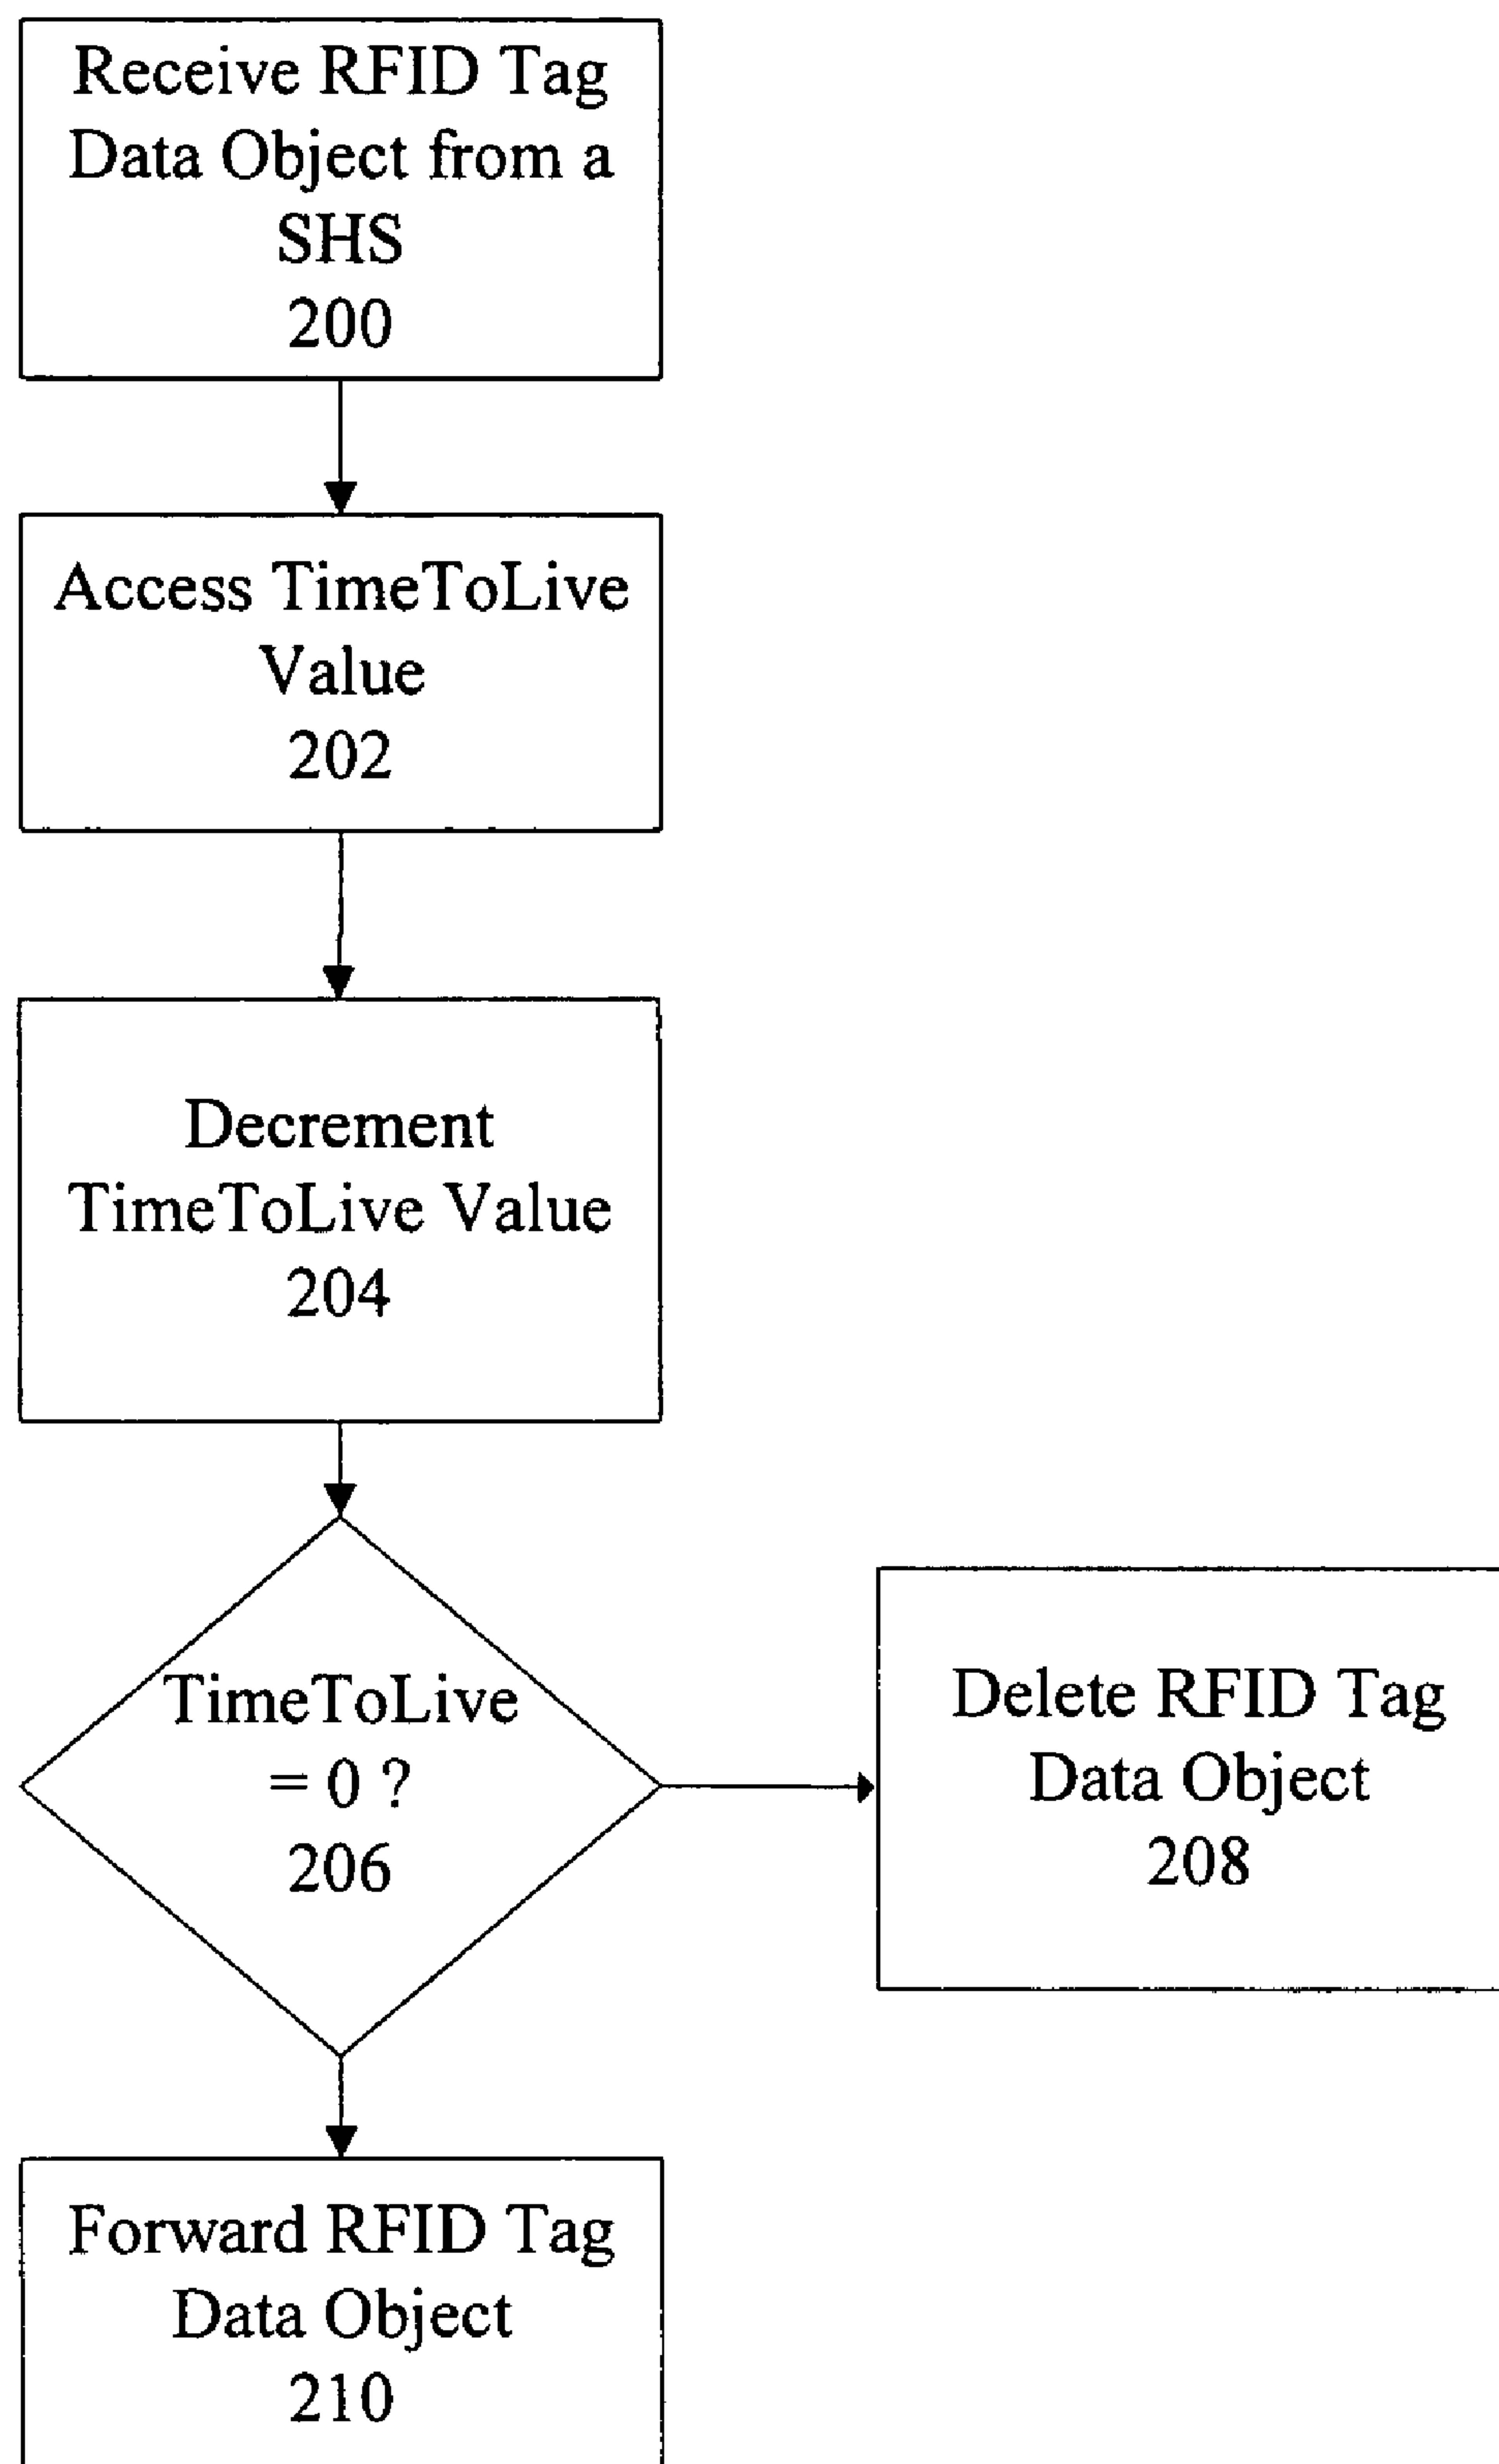 Receive RFID Tag
Data Object from a
SHS
200
Access TimeToLive
Value
202
Decrement
TimeToLive Value
204
TimeToLive
= 0 ?
206
Delete RFID Tag
Data Object
208
Forward RFID Tag
Data Object
210